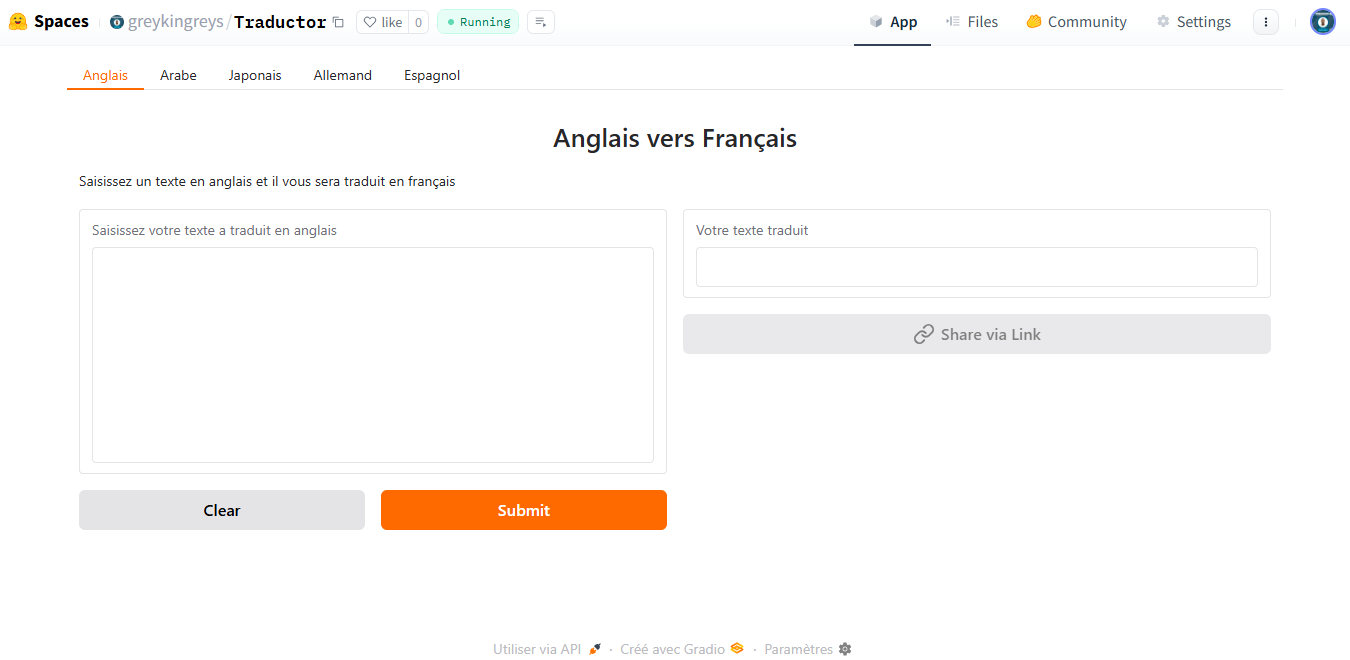 Spaces greykingreys/Traductor like 0 Running App Files Community Settings
Anglais Arabe Japonais Allemand Espagnol
Anglais vers Français
Saisissez un texte en anglais et il vous sera traduit en français
Saisissez votre texte a traduit en anglais
Votre texte traduit
Share via Link
Clear Submit
Utiliser via API · Créé avec Gradio · Paramètres